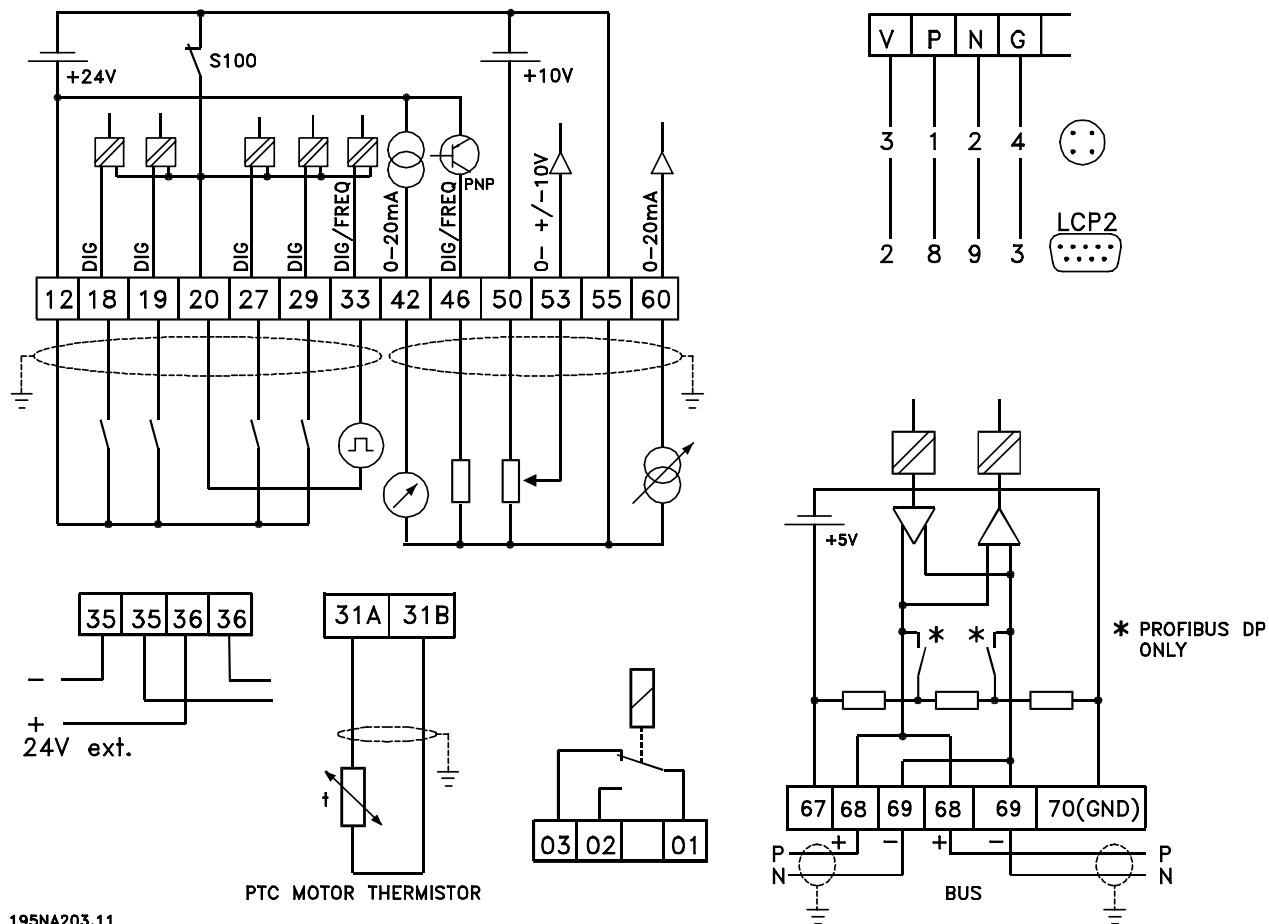 +24V
S100
+10V
V P N G
3 1 2 4
DIG
DIG
DIG
DIG
DIG/FREQ
0-20mA
DIG/FREQ
PNP
0- +/-10V
0-20mA
LCP2
2 8 9 3
12 18 19 20 27 29 33 42 46 50 53 55 60
+5V
* *
* PROFIBUS DP
ONLY
35 35 36 36
-
+
24V ext.
31A 31B
t
PTC MOTOR THERMISTOR
03 02 01
67 68 69 68 69 70(GND)
+ - + -
P P
N N
BUS
195NA203.11